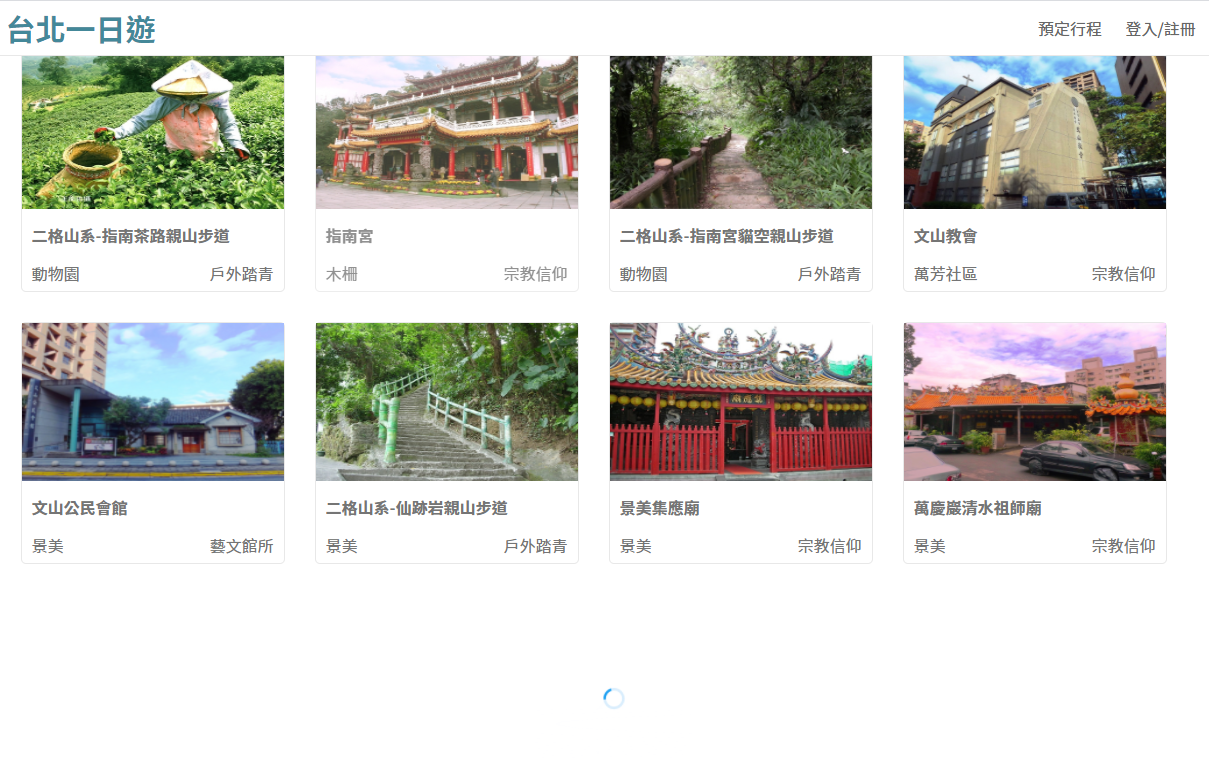 台北一日遊
預定行程
登入/註冊
二格山系-指南茶路親山步道
動物園
戶外踏青
指南宮
木柵
宗教信仰
二格山系-指南宮貓空親山步道
動物園
戶外踏青
文山教會
萬芳社區
宗教信仰
文山公民會館
景美
藝文館所
二格山系-仙跡岩親山步道
景美
戶外踏青
景美集應廟
景美
宗教信仰
萬慶巖清水祖師廟
景美
宗教信仰